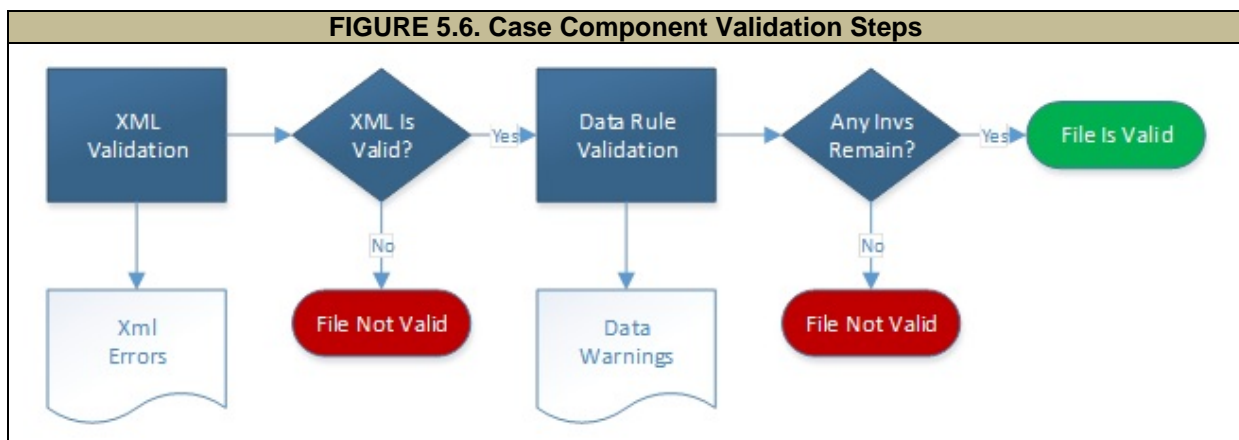 FIGURE 5.6. Case Component Validation Steps
XML
Validation
XML Is
Valid?
Yes
Data Rule
Validation
Any Invs
Remain?
Yes
File Is Valid
No
No
Xml
Errors
File Not Valid
Data
Warnings
File Not Valid